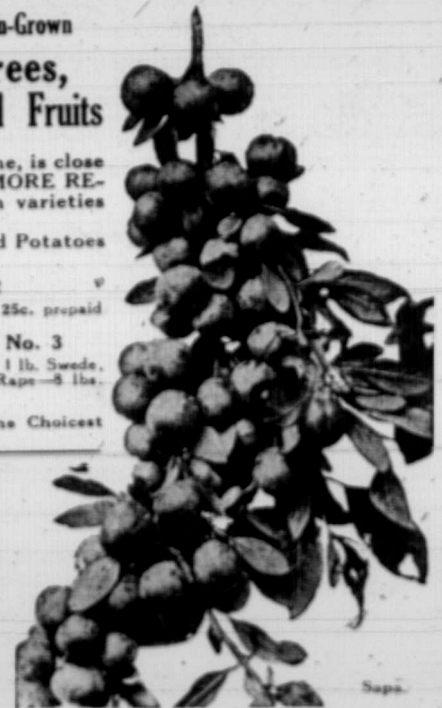 n-Grown
rees,
l Fruits
ne, is close
MORE RE-
n varieties
d Potatoes
25c. prepaid
No. 3
1 lb. Swede,
Rape—8 lbs.
he Choicest
Sapa.